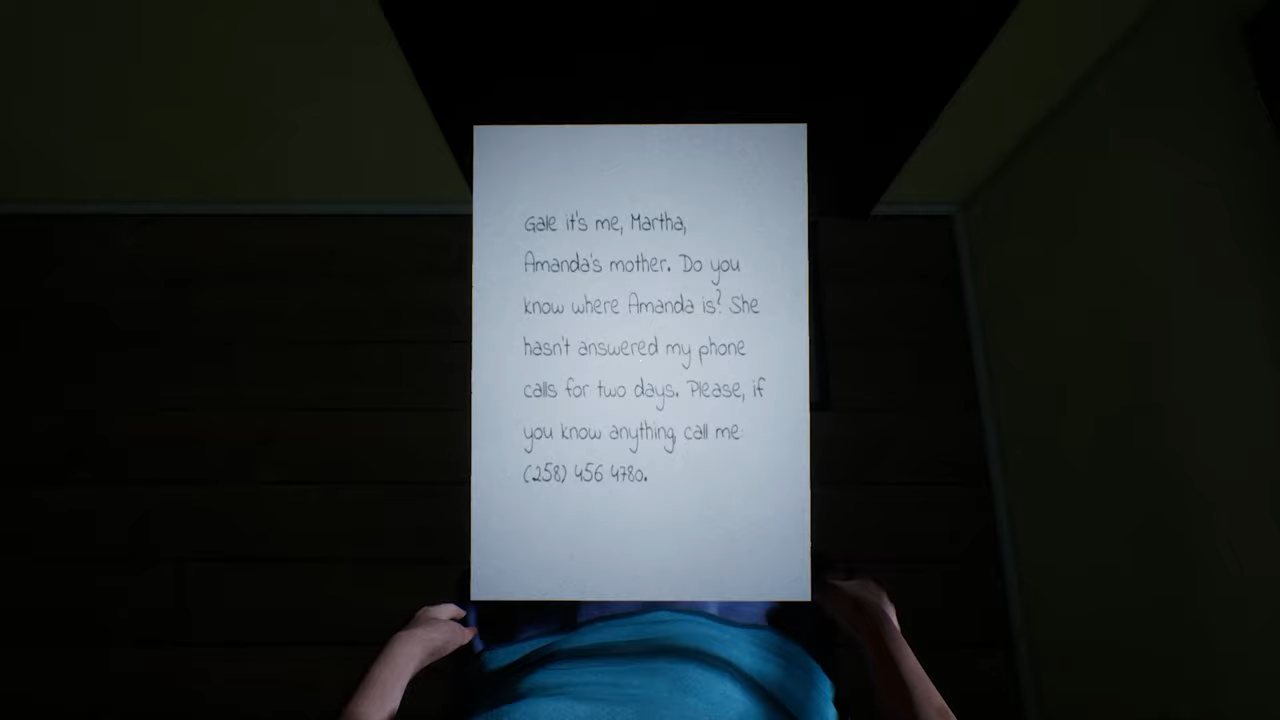 Gale it's me, Martha,
Amanda's mother. Do you
know where Amanda is? She
hasn't answered my phone
calls for two days. Please, if
you know anything, call me:
(258) 456 4780.